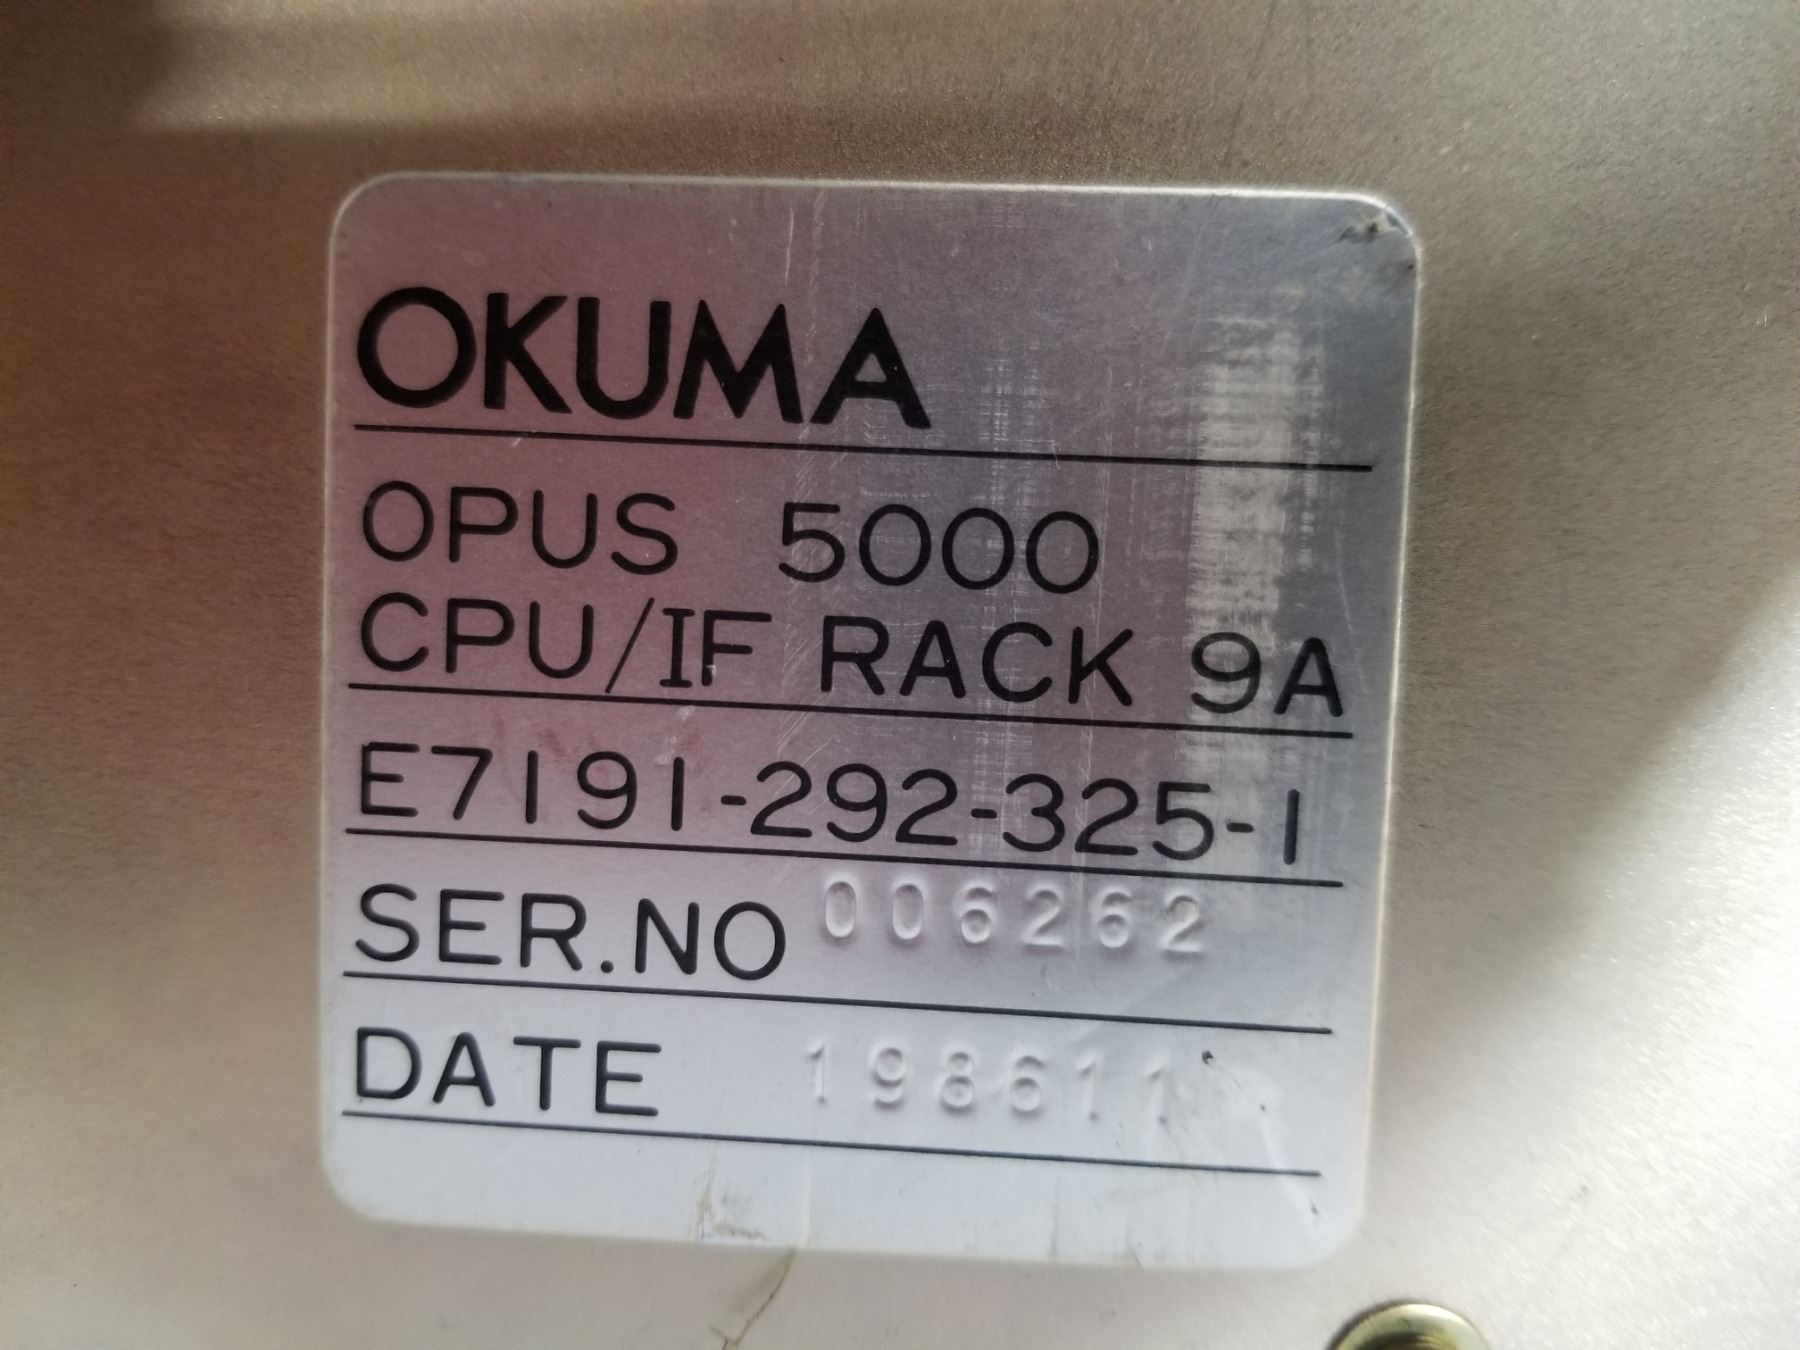 OKUMA
OPUS 5000
CPU/IF RACK 9A
E7191-292-325-1
SER.NO 006262
DATE 198611